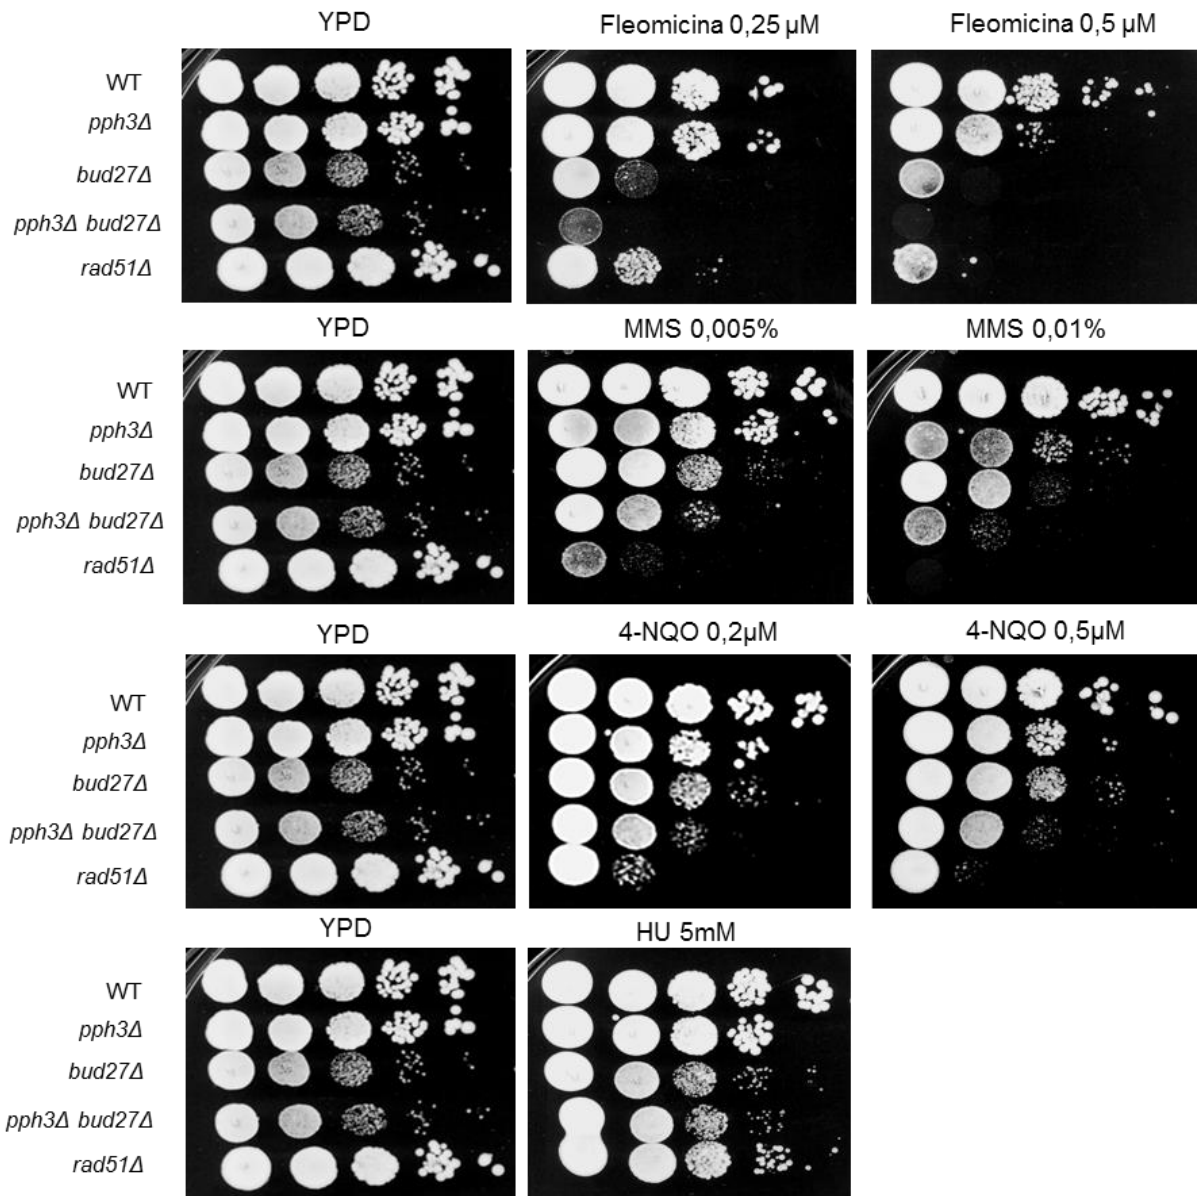 YPD Fleomicina 0,25 µM Fleomicina 0,5 µM
WT
pph3Δ
bud27Δ
pph3Δ bud27Δ
rad51Δ
YPD MMS 0,005% MMS 0,01%
WT
pph3Δ
bud27Δ
pph3Δ bud27Δ
rad51Δ
YPD 4-NQO 0,2µM 4-NQO 0,5µM
WT
pph3Δ
bud27Δ
pph3Δ bud27Δ
rad51Δ
YPD HU 5mM
WT
pph3Δ
bud27Δ
pph3Δ bud27Δ
rad51Δ